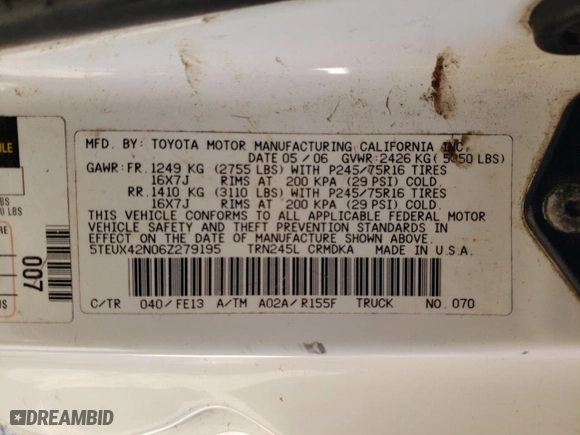 MFD. BY: TOYOTA MOTOR MANUFACTURING CALIFORNIA INC.
DATE 05/06 GVWR: 2426 KG( 5350 LBS)
GAWR: FR. 1249 KG (2755 LBS) WITH P245/75R16 TIRES
16X7J RIMS AT 200 KPA (29 PSI) COLD.
RR. 1410 KG (3110 LBS) WITH P245/75R16 TIRES
16X7J RIMS AT 200 KPA (29 PSI) COLD.
THIS VEHICLE CONFORMS TO ALL APPLICABLE FEDERAL MOTOR
VEHICLE SAFETY AND THEFT PREVENTION STANDARDS IN
EFFECT ON THE DATE OF MANUFACTURE SHOWN ABOVE.
5TEUX42N06Z279195 TRN245L CRMDKA MADE IN U.S.A.
C/TR 040/FE13 A/TM A02A/R155F TRUCK NO. 070
007
LBS
DREAMBID